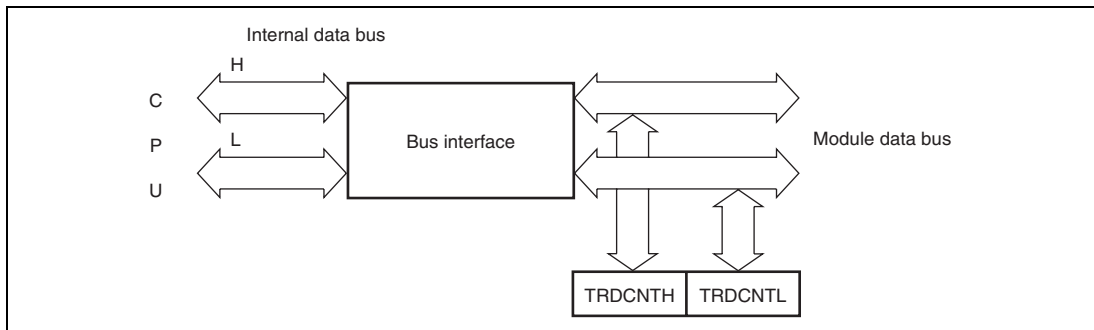 Internal data bus
H
C
P
L
U
Bus interface
Module data bus
TRDCNTH TRDCNTL